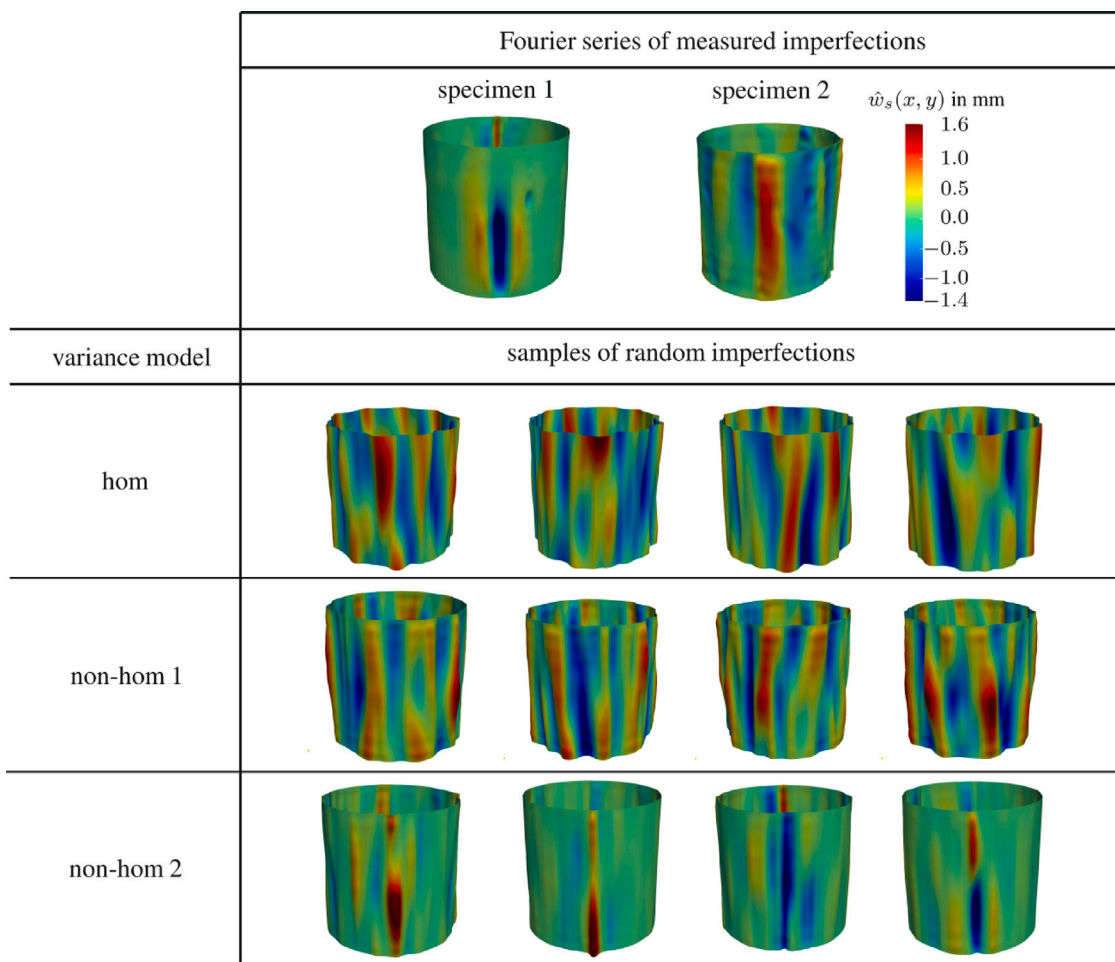 Fourier series of measured imperfections
specimen 1
specimen 2
ŵₛ(x, y) in mm
1.6
1.0
0.5
0.0
−0.5
−1.0
−1.4
variance model
samples of random imperfections
hom
non-hom 1
non-hom 2